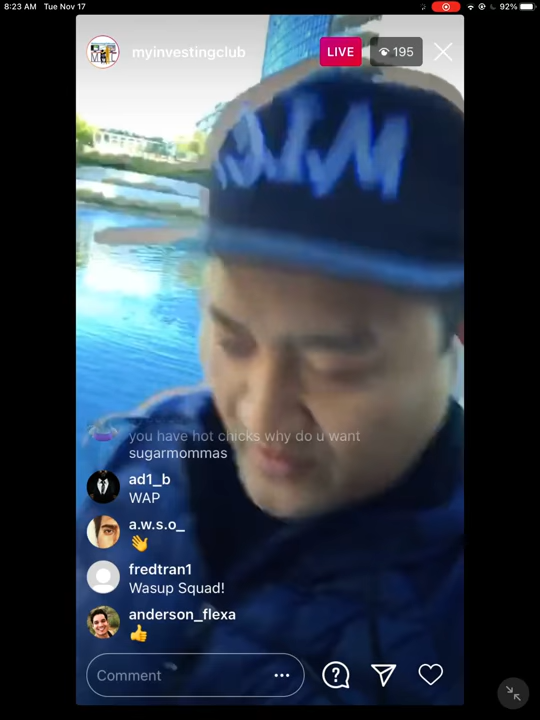 8:23 AM Tue Nov 17
92%
myinvestingclub
LIVE
195
M.I.C.
you have hot chicks why do u want
sugarmommas
ad1_b
WAP
a.w.s.o_
👋
fredtran1
Wasup Squad!
anderson_flexa
👍
Comment